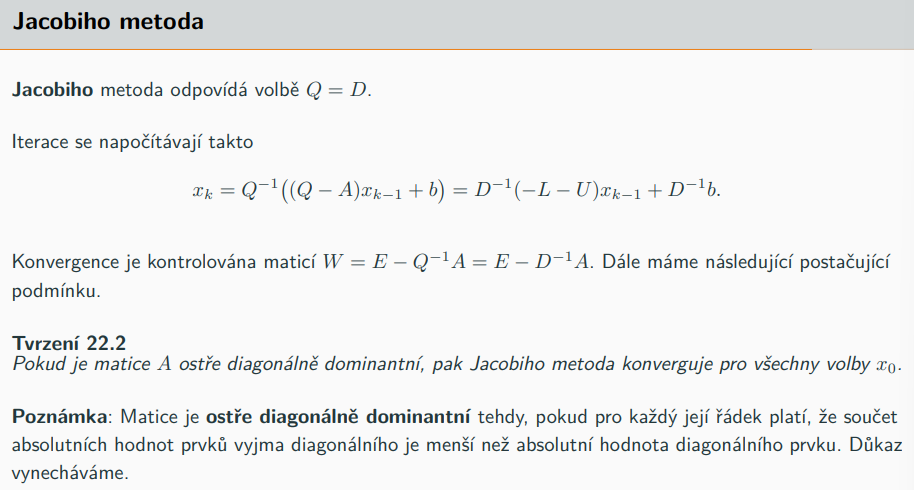 Jacobiho metoda
Jacobiho metoda odpovídá volbě Q = D.
Iterace se napočítávají takto
x_k = Q^{−1}((Q − A)x_{k−1} + b) = D^{−1}(−L − U)x_{k−1} + D^{−1}b.
Konvergence je kontrolována maticí W = E − Q^{−1}A = E − D^{−1}A. Dále máme následující postačující
podmínku.
Tvrzení 22.2
Pokud je matice A ostře diagonálně dominantní, pak Jacobiho metoda konverguje pro všechny volby x_0.
Poznámka: Matice je ostře diagonálně dominantní tehdy, pokud pro každý její řádek platí, že součet
absolutních hodnot prvků vyjma diagonálního je menší než absolutní hodnota diagonálního prvku. Důkaz
vynecháváme.